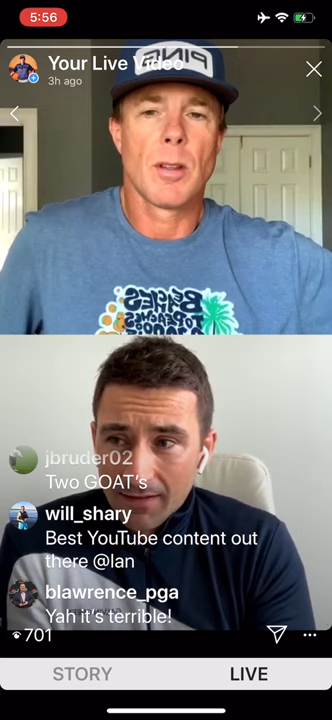 5:56
PING
Your Live Video
3h ago
BEACHES
jbruder02
Two GOAT's
will_shary
Best YouTube content out
there @Ian
blawrence_pga
Yah it's terrible!
701
STORY
LIVE